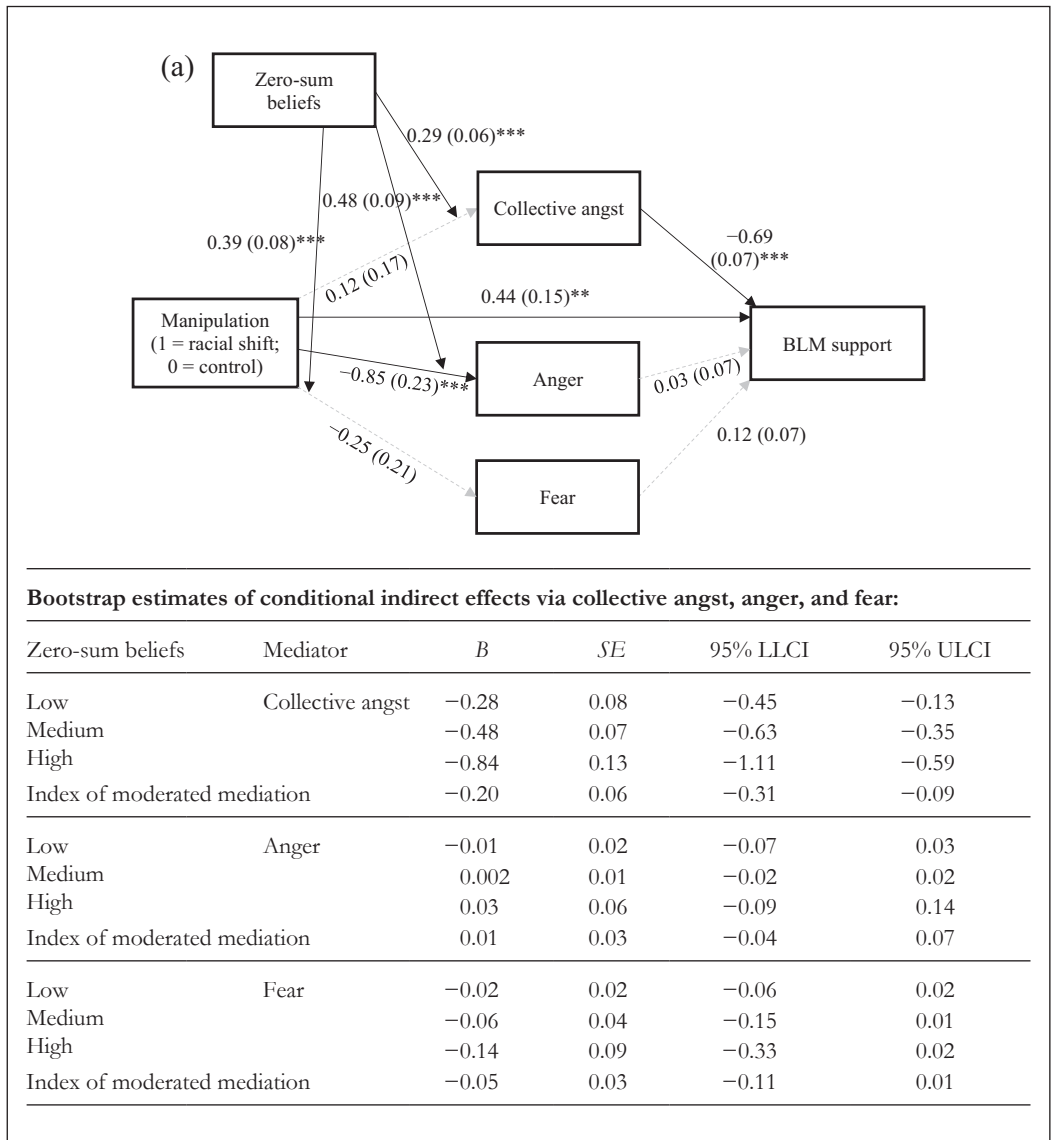 (a)
Zero-sum
beliefs
0.29 (0.06)***
Collective angst
0.48 (0.09)***
−0.69
(0.07)***
0.39 (0.08)***
0.12 (0.17)
0.44 (0.15)**
Manipulation
(1 = racial shift;
0 = control)
BLM support
Anger
−0.85 (0.23)***
0.03 (0.07)
−0.25 (0.21)
0.12 (0.07)
Fear
Bootstrap estimates of conditional indirect effects via collective angst, anger, and fear:
Zero-sum beliefs Mediator B SE 95% LLCI 95% ULCI
Low Collective angst −0.28 0.08 −0.45 −0.13
Medium −0.48 0.07 −0.63 −0.35
High −0.84 0.13 −1.11 −0.59
Index of moderated mediation −0.20 0.06 −0.31 −0.09
Low Anger −0.01 0.02 −0.07 0.03
Medium 0.002 0.01 −0.02 0.02
High 0.03 0.06 −0.09 0.14
Index of moderated mediation 0.01 0.03 −0.04 0.07
Low Fear −0.02 0.02 −0.06 0.02
Medium −0.06 0.04 −0.15 0.01
High −0.14 0.09 −0.33 0.02
Index of moderated mediation −0.05 0.03 −0.11 0.01